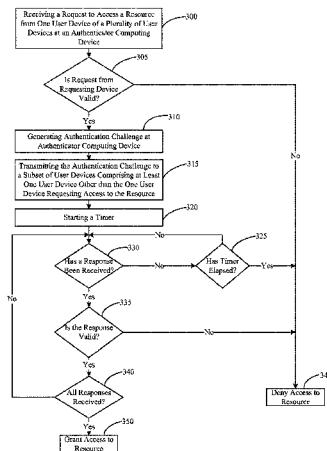 Receiving a Request to Access a Resource
from One User Device of a Plurality of User
Devices at an Authenticator Computing
Device
300
305
Is Request from
Requesting Device
Valid?
Yes
No
310
Generating Authentication Challenge at
Authenticator Computing Device
315
Transmitting the Authentication Challenge to
a Subset of User Devices Comprising at Least
One User Device Other than the One User
Device Requesting Access to the Resource
320
Starting a Timer
330
325
Has a Response
Been Received?
No
Has Timer
Elapsed?
Yes
No
Yes
335
Is the Response
Valid?
No
Yes
340
All Responses
Received?
34
Deny Access to
Resource
Yes
350
Grant Access to
Resource